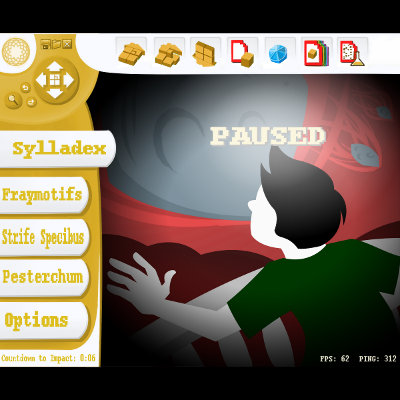 PAUSED
Sylladex
Fraymotifs
Strife Specibus
Pesterchum
Options
Countdown to Impact: 0:06
FPS: 62 PING: 312